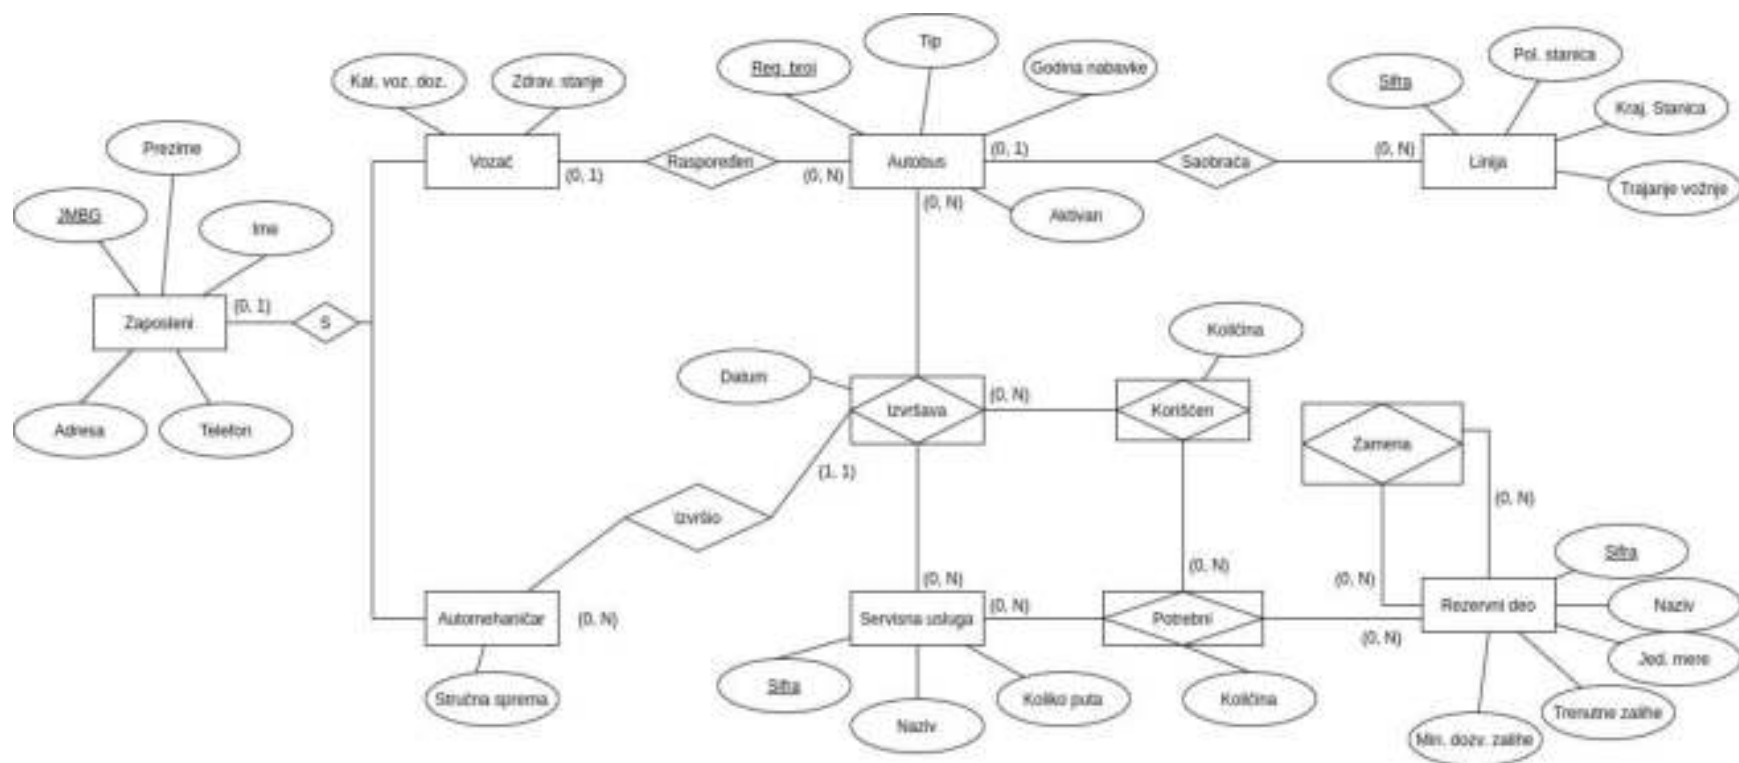 Tip
Reg. broj
Godina nabavke
Pol. stanica
Kat. voz. doz.
Zdrav. stanje
Sifra
Kraj. Stanica
Prezime
Vozač
Raspoređen
Autobus
(0, 1)
Saobraća
(0, N)
Linija
(0, 1)
(0, N)
Trajanje vožnje
JMBG
Ime
(0, N)
Aktivan
(0, 1)
Zaposleni
S
Količina
Datum
Izvršava
(0, N)
Korišćen
Adresa
Telefon
Zamena
(1, 1)
(0, N)
Izvršio
Sifra
(0, N)
(0, N)
(0, N)
Automehaničar
(0, N)
Servisna usluga
(0, N)
Potrebni
(0, N)
Rezervni deo
Naziv
Jed. mere
Stručna sprema
Sifra
Koliko puta
Količina
Trenutne zalihe
Naziv
Min. dozv. zalihe